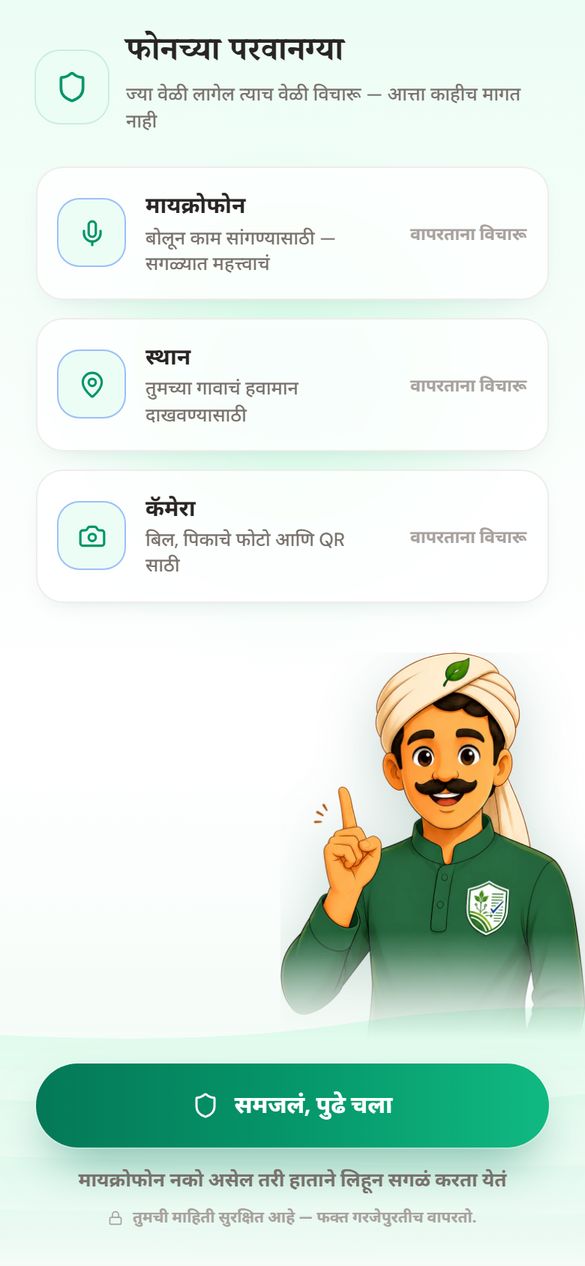 फोनच्या परवानग्या
ज्या वेळी लागेल त्याच वेळी विचारू — आत्ता काहीच मागत
नाही
मायक्रोफोन
बोलून काम सांगण्यासाठी —
सगळ्यात महत्त्वाचं
वापरताना विचारू
स्थान
तुमच्या गावाचं हवामान
दाखवण्यासाठी
वापरताना विचारू
कॅमेरा
बिल, पिकाचे फोटो आणि QR
साठी
वापरताना विचारू
समजलं, पुढे चला
मायक्रोफोन नको असेल तरी हाताने लिहून सगळं करता येतं
तुमची माहिती सुरक्षित आहे — फक्त गरजेपुरतीच वापरतो.